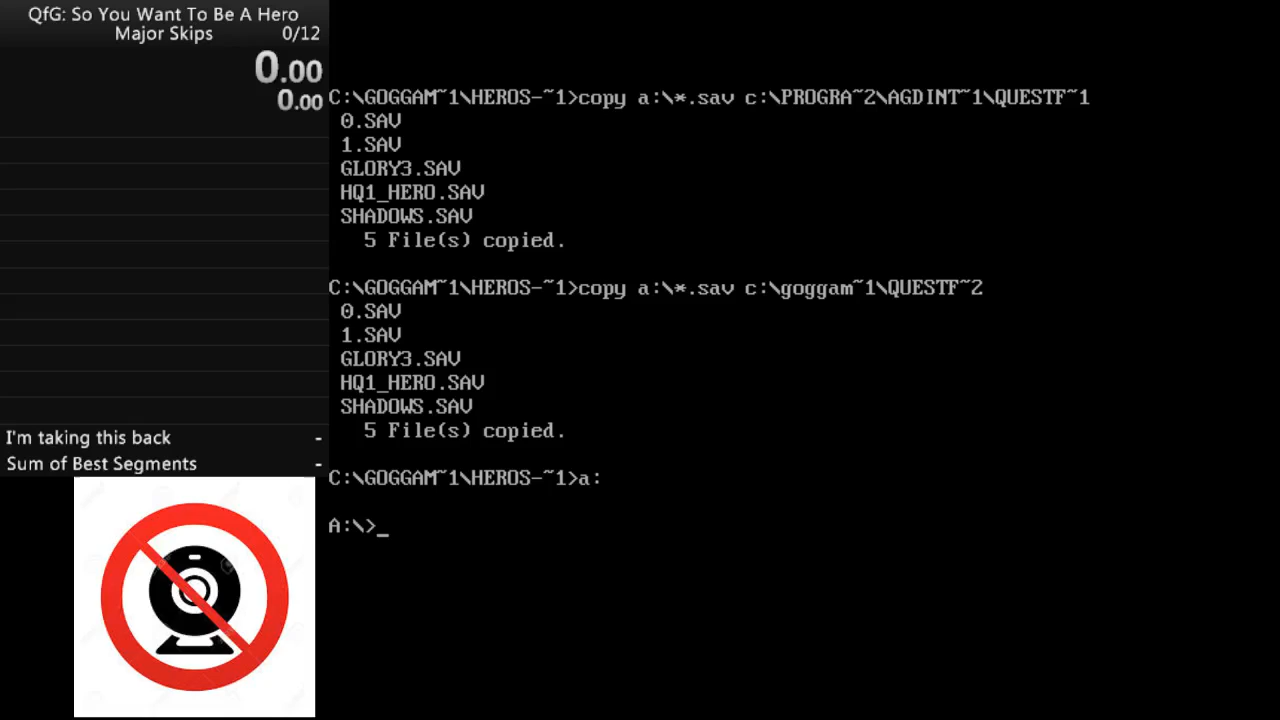 QfG: So You Want To Be A Hero
Major Skips 0/12
0.00
0.00
C:\GOGGAM~1\HEROS-~1>copy a:\*.sav c:\PROGRA~2\AGDINT~1\QUESTF~1
0.SAV
1.SAV
GLORY3.SAV
HQ1_HERO.SAV
SHADOWS.SAV
5 File(s) copied.
C:\GOGGAM~1\HEROS-~1>copy a:\*.sav c:\goggam~1\QUESTF~2
0.SAV
1.SAV
GLORY3.SAV
HQ1_HERO.SAV
SHADOWS.SAV
5 File(s) copied.
C:\GOGGAM~1\HEROS-~1>a:
A:\>_
I'm taking this back -
Sum of Best Segments -